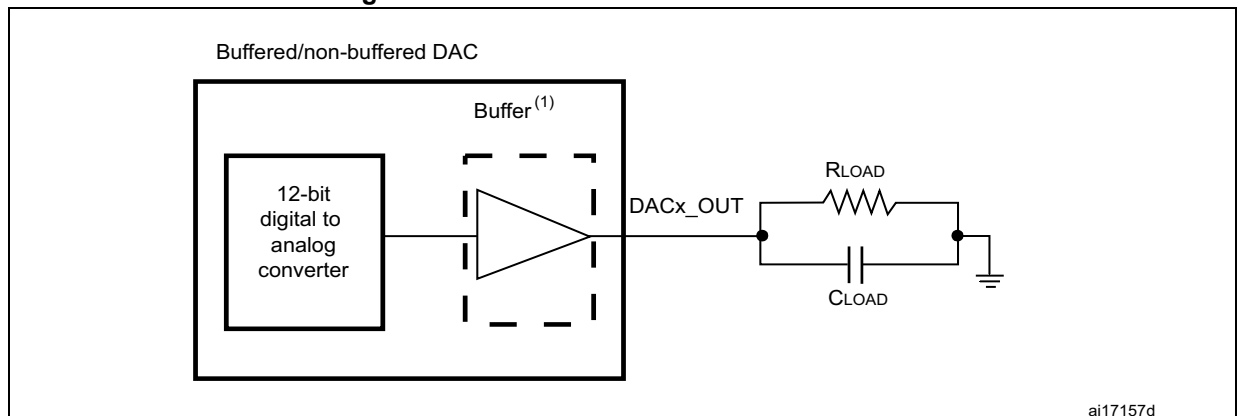 Buffered/non-buffered DAC
Buffer(1)
12-bit
digital to
analog
converter
DACx_OUT
RLOAD
CLOAD
ai17157d